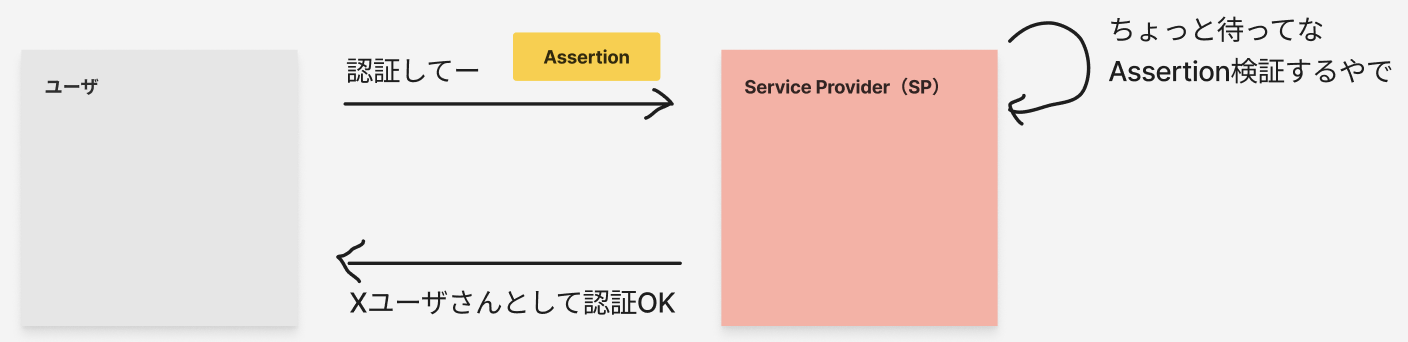 ユーザ
認証してー
Assertion
Service Provider（SP）
ちょっと待ってな
Assertion検証するやで
Xユーザさんとして認証OK